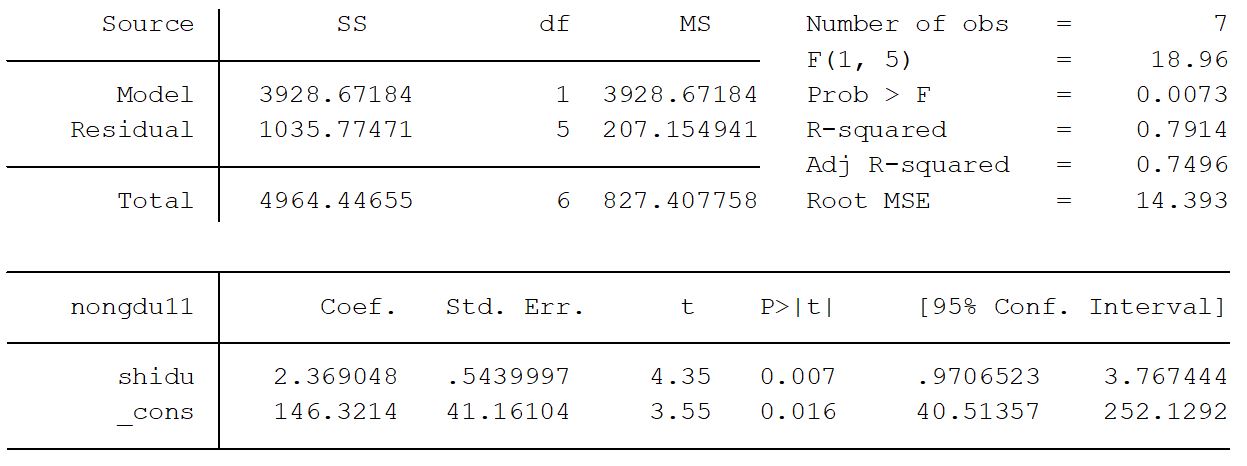 Source SS df MS Number of obs = 7
F(1, 5) = 18.96
Model 3928.67184 1 3928.67184 Prob > F = 0.0073
Residual 1035.77471 5 207.154941 R-squared = 0.7914
Adj R-squared = 0.7496
Total 4964.44655 6 827.407758 Root MSE = 14.393
nongdu11 Coef. Std. Err. t P>|t| [95% Conf. Interval]
shidu 2.369048 .5439997 4.35 0.007 .9706523 3.767444
_cons 146.3214 41.16104 3.55 0.016 40.51357 252.1292